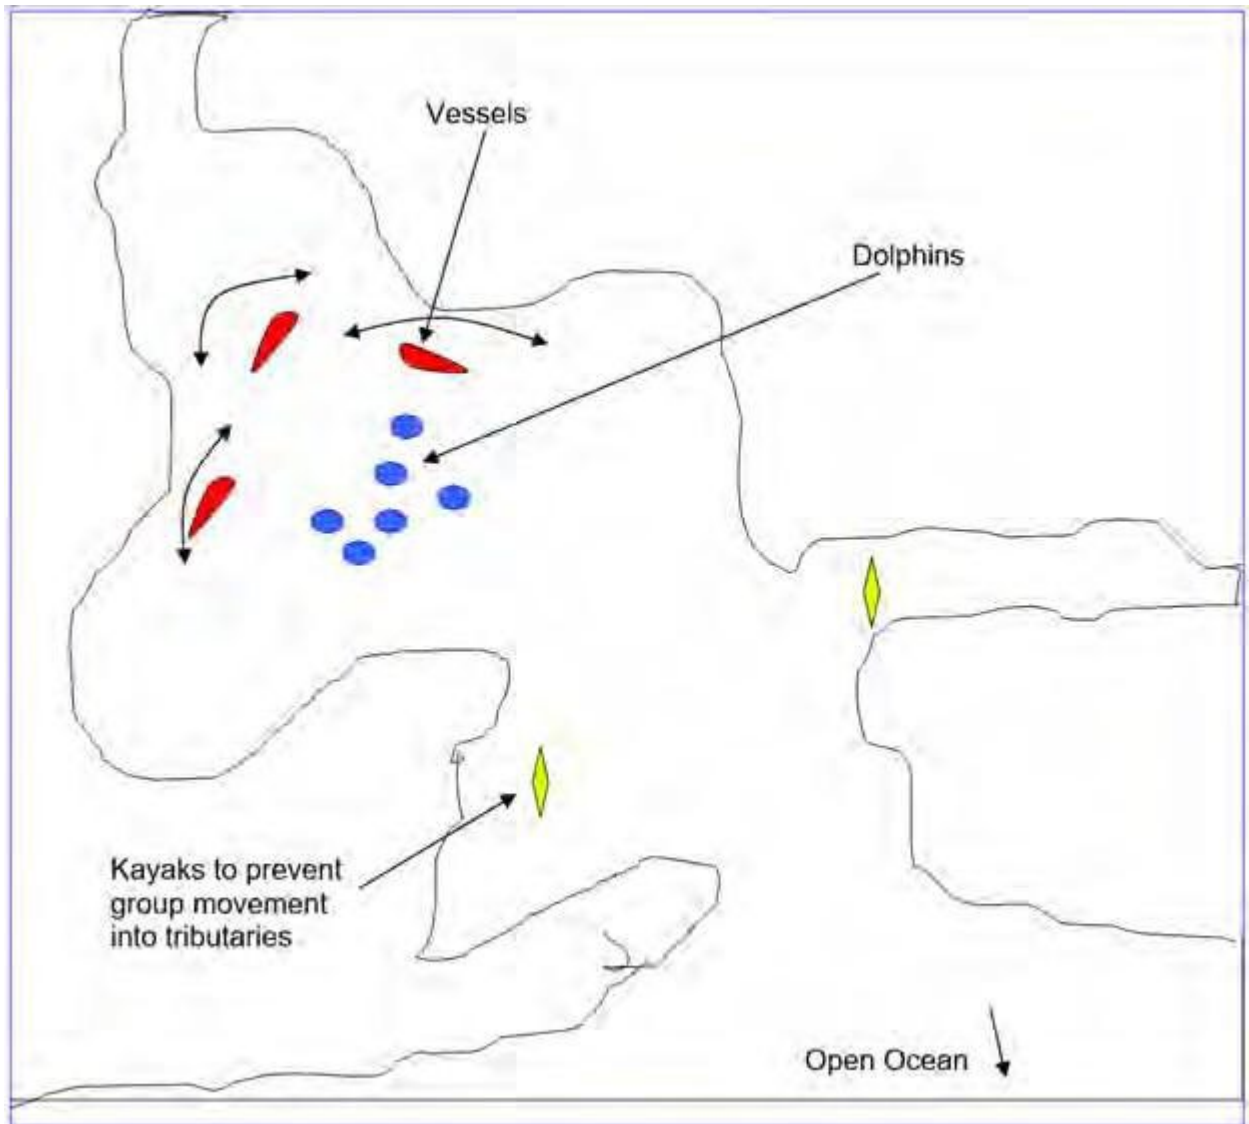 Vessels
Dolphins
Kayaks to prevent
group movement
into tributaries
Open Ocean